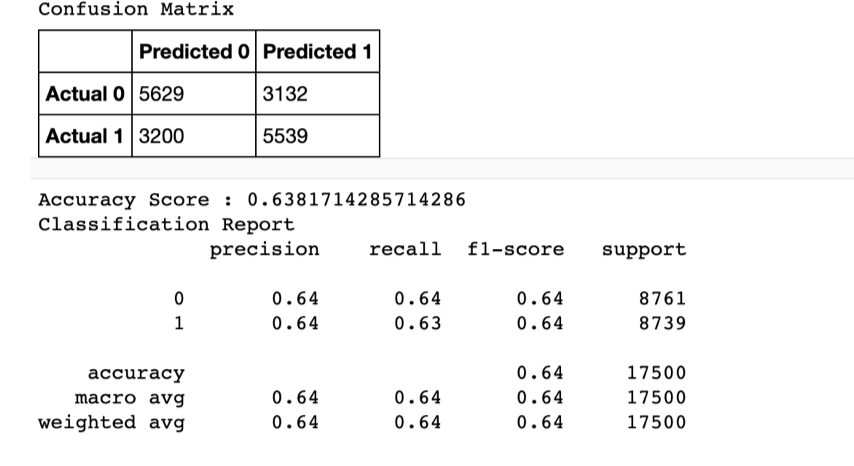 Confusion Matrix
Predicted 0 Predicted 1
Actual 0 5629 3132
Actual 1 3200 5539
Accuracy Score : 0.6381714285714286
Classification Report
precision recall f1-score support
0 0.64 0.64 0.64 8761
1 0.64 0.63 0.64 8739
accuracy 0.64 17500
macro avg 0.64 0.64 0.64 17500
weighted avg 0.64 0.64 0.64 17500